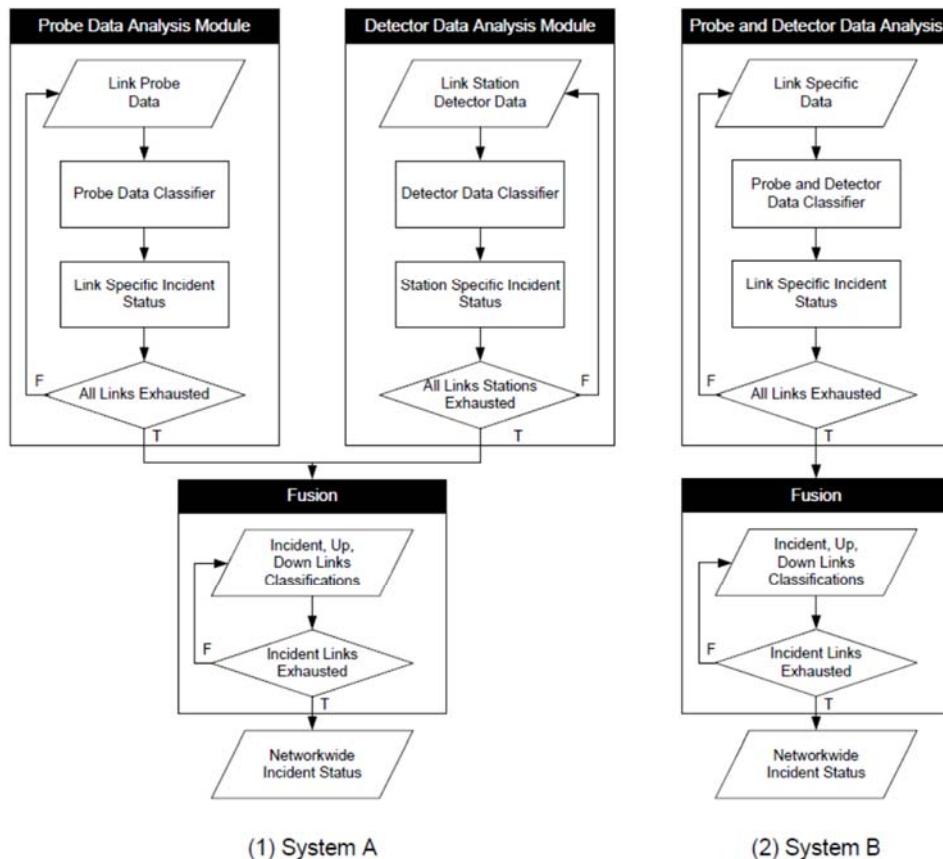 Probe Data Analysis Module
Link Probe
Data
Probe Data Classifier
Link Specific Incident
Status
F
All Links Exhausted
T
Detector Data Analysis Module
Link Station
Detector Data
Detector Data Classifier
Station Specific Incident
Status
All Links Stations
Exhausted
F
T
Fusion
Incident, Up,
Down Links
Classifications
F
Incident Links
Exhausted
T
Networkwide
Incident Status
(1) System A
Probe and Detector Data Analysis
Link Specific
Data
Probe and Detector
Data Classifier
Link Specific Incident
Status
F
All Links Exhausted
T
Fusion
Incident, Up,
Down Links
Classifications
F
Incident Links
Exhausted
T
Networkwide
Incident Status
(2) System B